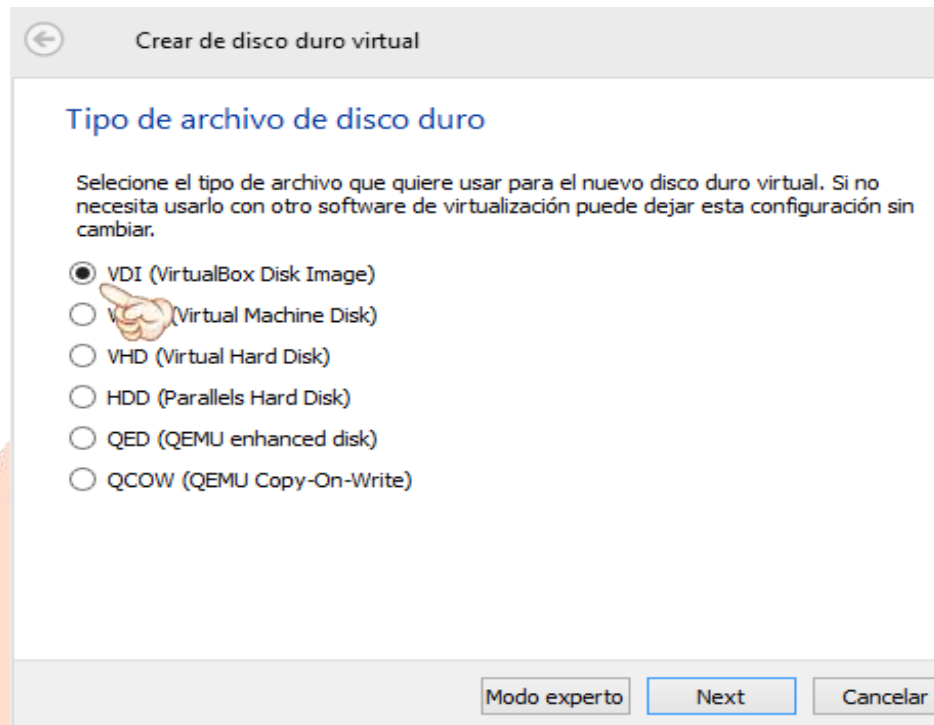 Crear de disco duro virtual
Tipo de archivo de disco duro
Selecione el tipo de archivo que quiere usar para el nuevo disco duro virtual. Si no
necesita usarlo con otro software de virtualización puede dejar esta configuración sin
cambiar.
VDI (VirtualBox Disk Image)
(Virtual Machine Disk)
VHD (Virtual Hard Disk)
HDD (Parallels Hard Disk)
QED (QEMU enhanced disk)
QCOW (QEMU Copy-On-Write)
Modo experto Next Cancelar